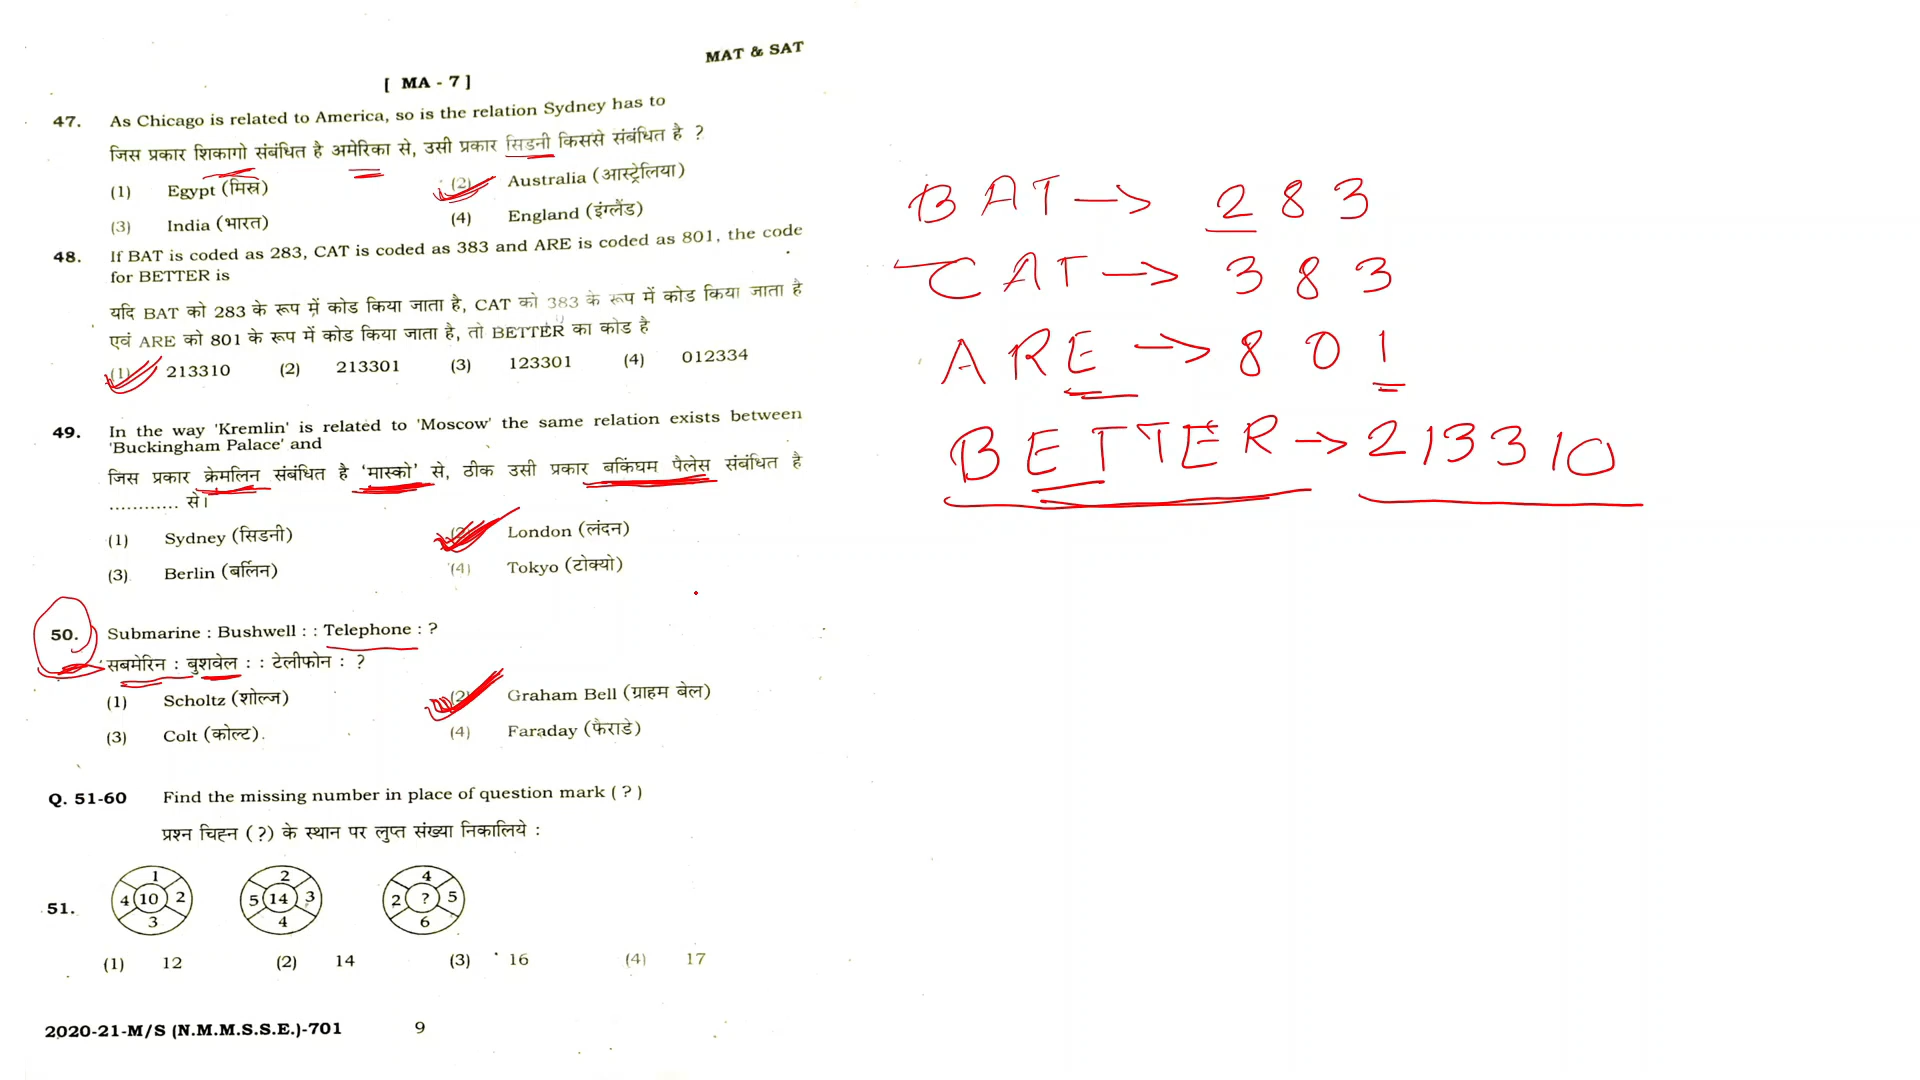 MAT & SAT
[ MA - 7 ]
47. As Chicago is related to America, so is the relation Sydney has to
जिस प्रकार शिकागो संबंधित है अमेरिका से, उसी प्रकार सिडनी किससे संबंधित है ?
(1) Egypt (मिस्र) (2) Australia (आस्ट्रेलिया)
(3) India (भारत) (4) England (इंग्लैंड)
48. If BAT is coded as 283, CAT is coded as 383 and ARE is coded as 801, the code
for BETTER is
यदि BAT को 283 के रूप में कोड किया जाता है, CAT को 383 के रूप में कोड किया जाता है
एवं ARE को 801 के रूप में कोड किया जाता है, तो BETTER का कोड है
(1) 213310 (2) 213301 (3) 123301 (4) 012334
49. In the way 'Kremlin' is related to 'Moscow' the same relation exists between
'Buckingham Palace' and
जिस प्रकार क्रेमलिन संबंधित है 'मास्को' से, ठीक उसी प्रकार बकिंघम पैलेस संबंधित है
............ से।
(1) Sydney (सिडनी) (2) London (लंदन)
(3) Berlin (बर्लिन) (4) Tokyo (टोक्यो)
50. Submarine : Bushwell : : Telephone : ?
सबमेरिन : बुशवेल : : टेलीफोन : ?
(1) Scholtz (शोल्ज) (2) Graham Bell (ग्राहम बेल)
(3) Colt (कोल्ट). (4) Faraday (फैराडे)
Q. 51-60 Find the missing number in place of question mark ( ? )
प्रश्न चिह्न (?) के स्थान पर लुप्त संख्या निकालिये :
51.
1 4 10 2 3
2 5 14 3 4
4 2 ? 5 6
(1) 12 (2) 14 (3) 16 (4) 17
2020-21-M/S (N.M.M.S.S.E.)-701 9
BAT → 283
CAT → 383
ARE → 801
BETTER → 213310